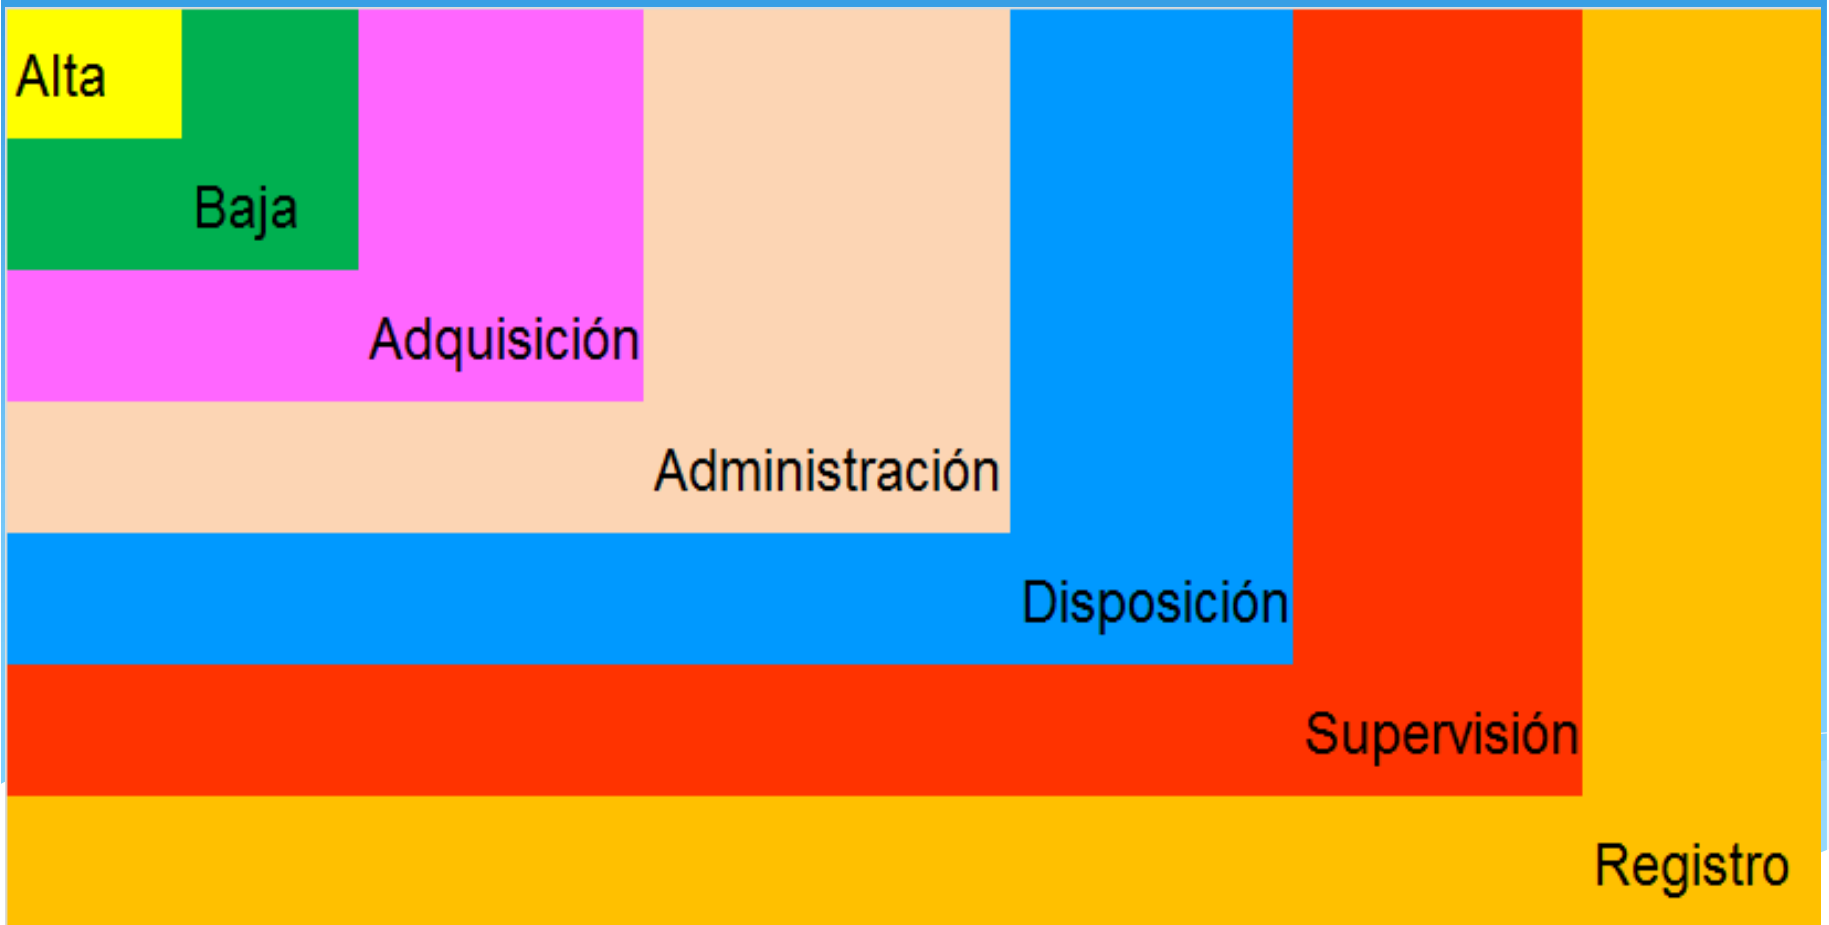 Alta
Baja
Adquisición
Administración
Disposición
Supervisión
Registro